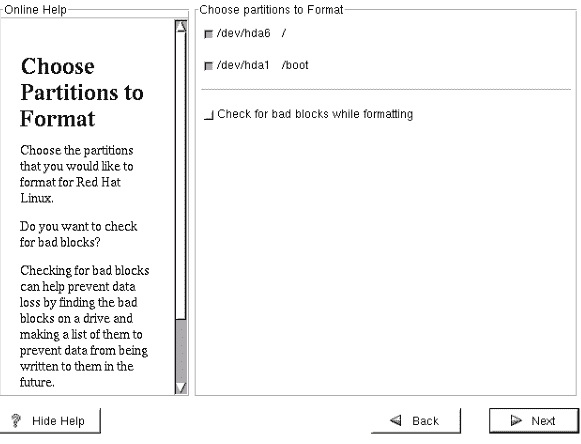 Online Help
Choose
Partitions to
Format
Choose the partitions
that you would like to
format for Red Hat
Linux.
Do you want to check
for bad blocks?
Checking for bad blocks
can help prevent data
loss by finding the bad
blocks on a drive and
making a list of them to
prevent data from being
written to them in the
future.
Choose partitions to Format
/dev/hda6 /
/dev/hda1 /boot
Check for bad blocks while formatting
Hide Help
Back
Next